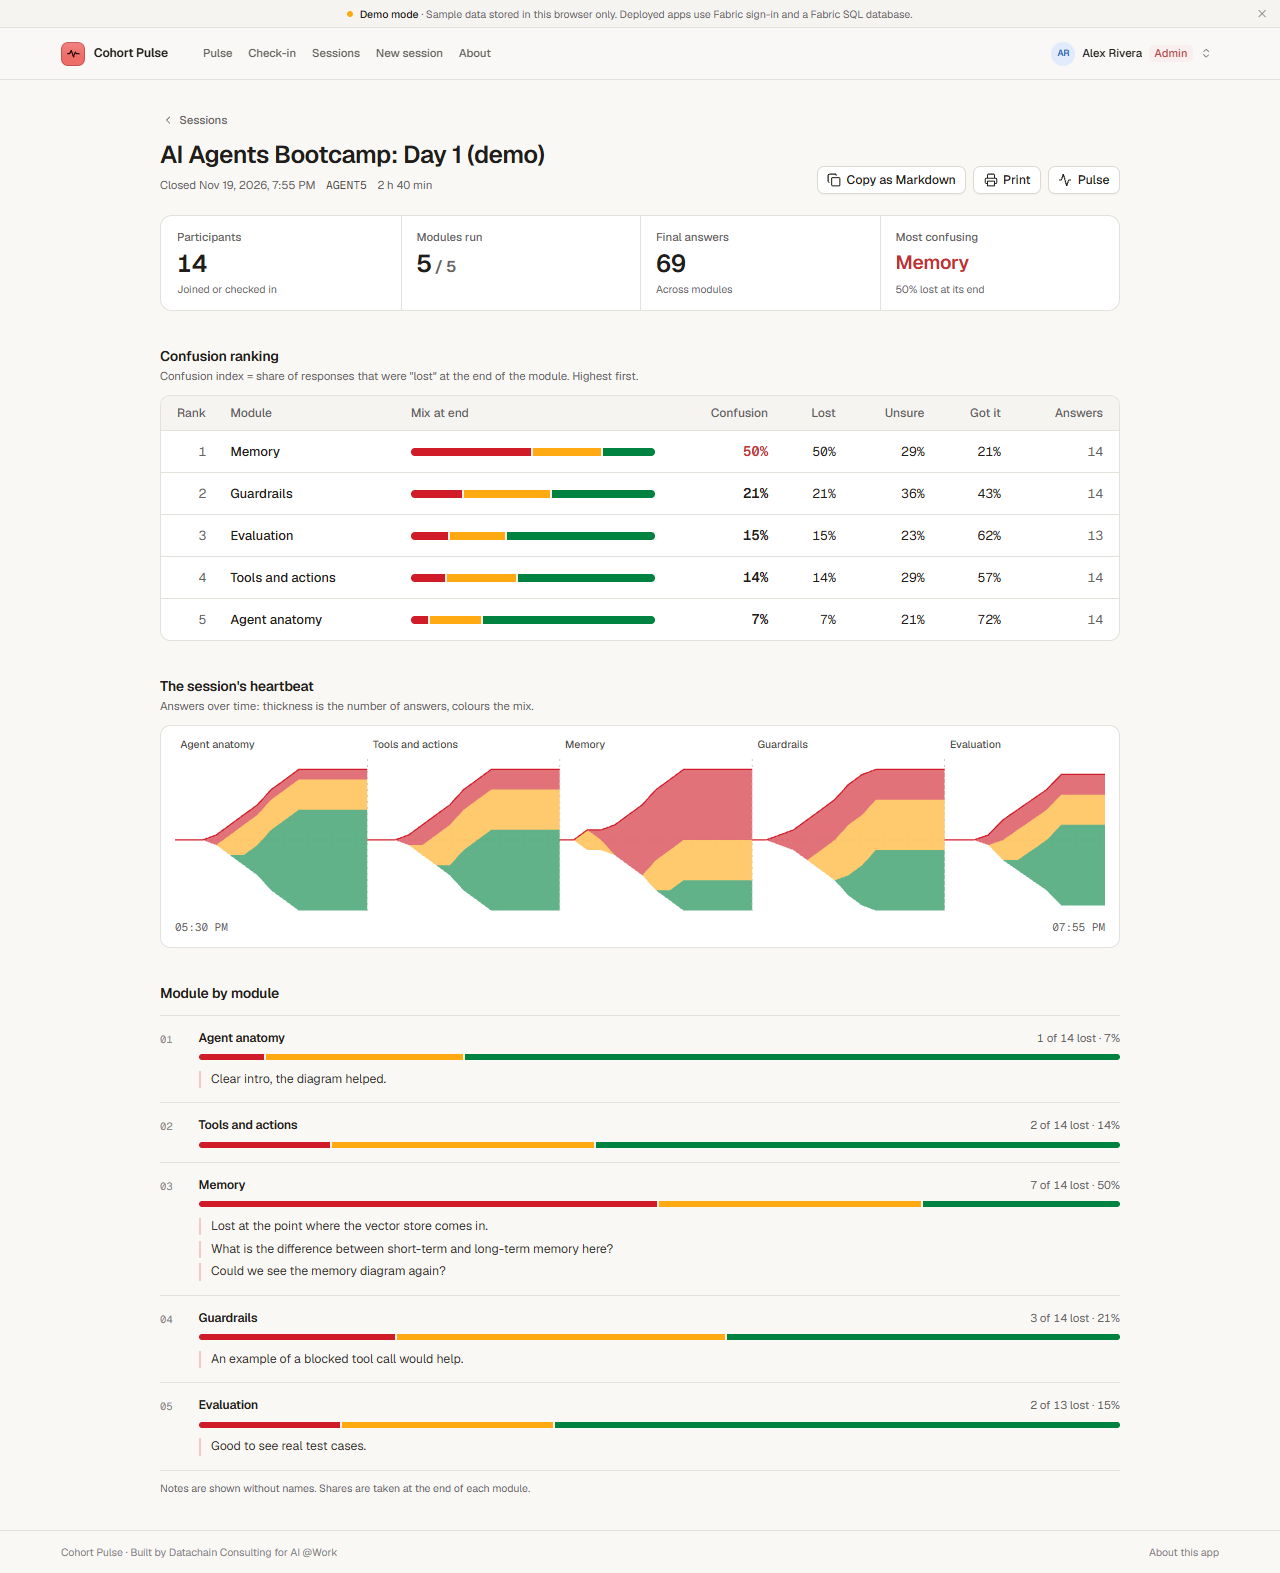 Demo mode · Sample data stored in this browser only. Deployed apps use Fabric sign-in and a Fabric SQL database.
Cohort Pulse Pulse Check-in Sessions New session About AR Alex Rivera Admin
Sessions
AI Agents Bootcamp: Day 1 (demo)
Closed Nov 19, 2026, 7:55 PM AGENT5 2 h 40 min
Copy as Markdown Print Pulse
Participants Modules run Final answers Most confusing
14 5 / 5 69 Memory
Joined or checked in Across modules 50% lost at its end
Confusion ranking
Confusion index = share of responses that were "lost" at the end of the module. Highest first.
Rank Module Mix at end Confusion Lost Unsure Got it Answers
1 Memory 50% 50% 29% 21% 14
2 Guardrails 21% 21% 36% 43% 14
3 Evaluation 15% 15% 23% 62% 13
4 Tools and actions 14% 14% 29% 57% 14
5 Agent anatomy 7% 7% 21% 72% 14
The session's heartbeat
Answers over time: thickness is the number of answers, colours the mix.
Agent anatomy Tools and actions Memory Guardrails Evaluation
05:30 PM 07:55 PM
Module by module
01 Agent anatomy 1 of 14 lost · 7%
Clear intro, the diagram helped.
02 Tools and actions 2 of 14 lost · 14%
03 Memory 7 of 14 lost · 50%
Lost at the point where the vector store comes in.
What is the difference between short-term and long-term memory here?
Could we see the memory diagram again?
04 Guardrails 3 of 14 lost · 21%
An example of a blocked tool call would help.
05 Evaluation 2 of 13 lost · 15%
Good to see real test cases.
Notes are shown without names. Shares are taken at the end of each module.
Cohort Pulse · Built by Datachain Consulting for AI @Work About this app